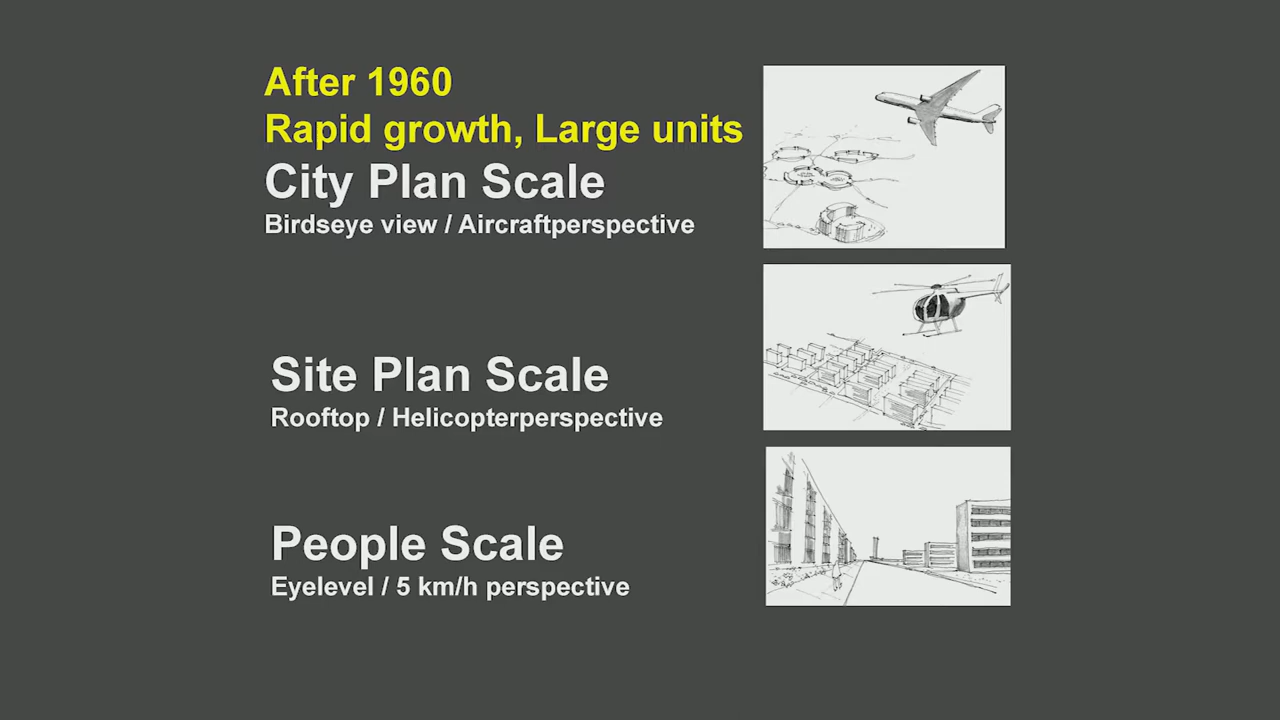 After 1960
Rapid growth, Large units
City Plan Scale
Birdseye view / Aircraftperspective
Site Plan Scale
Rooftop / Helicopterperspective
People Scale
Eyelevel / 5 km/h perspective